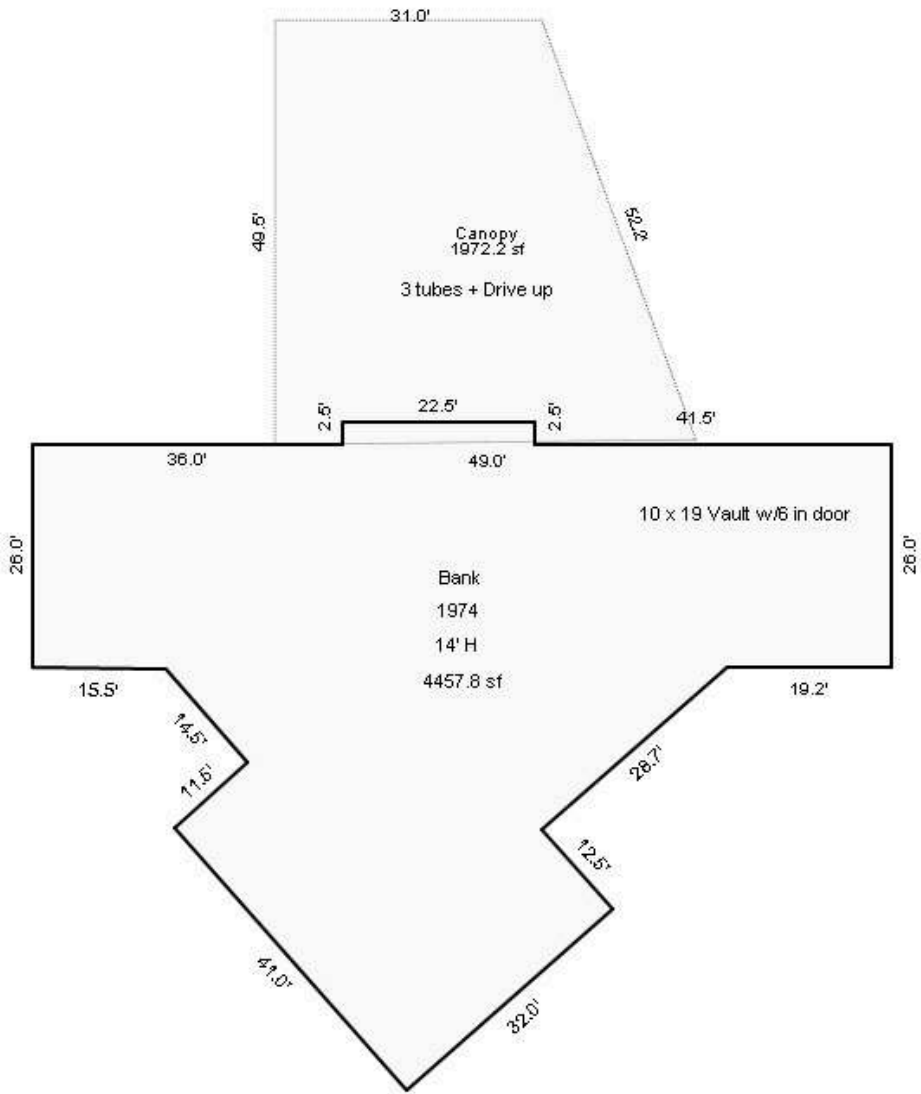 31.0'
49.5'
52.2'
Canopy
1972.2 sf
3 tubes + Drive up
2.5'
22.5'
2.5'
41.5'
36.0'
49.0'
26.0'
10 x 19 Vault w/6 in door
26.0'
Bank
1974
14' H
4457.8 sf
15.5'
19.2'
14.5'
11.5'
28.7'
12.5'
41.0'
32.0'